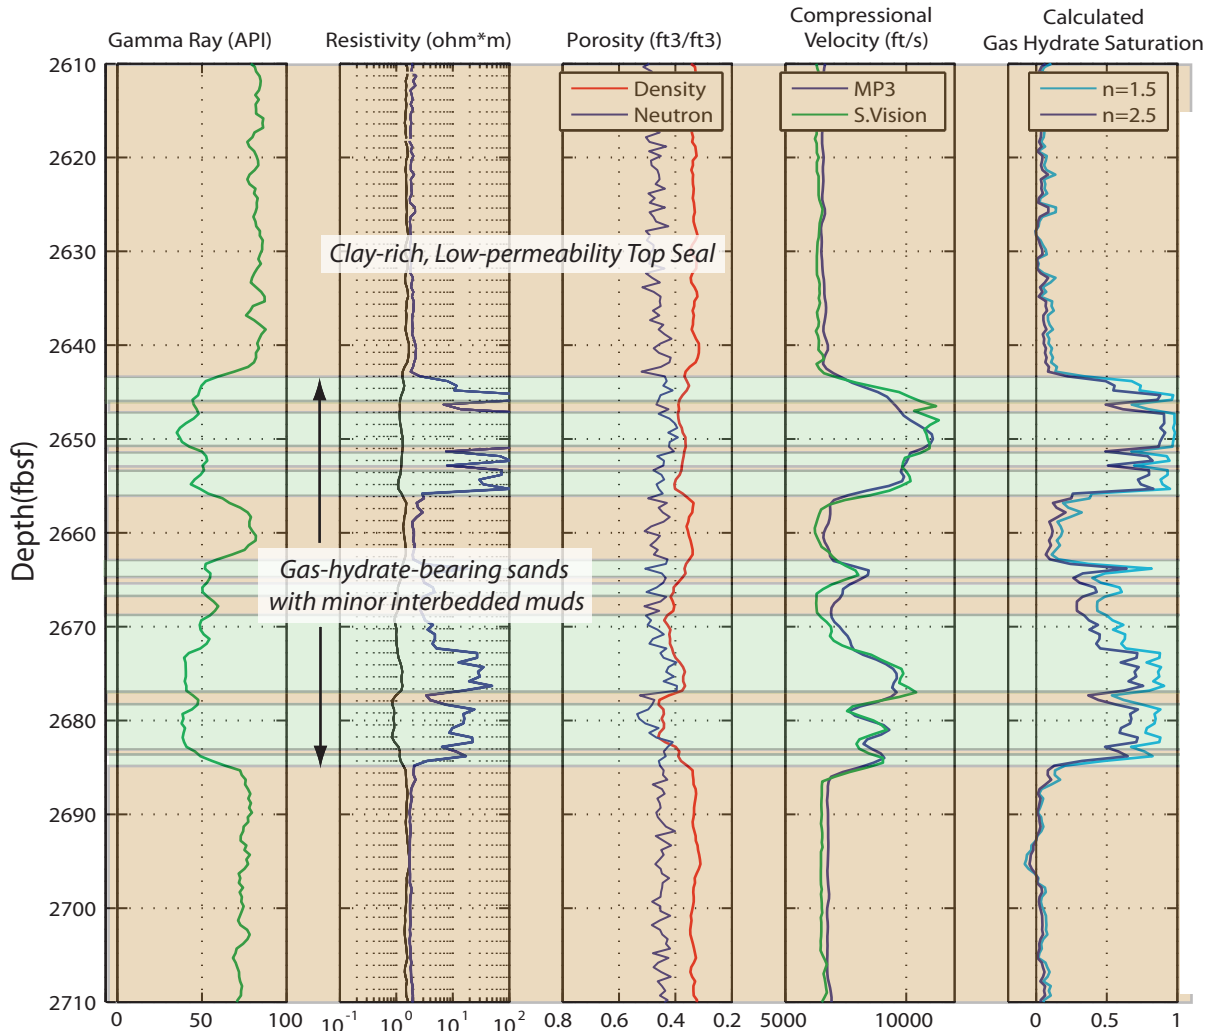 Compressional
Calculated
Gamma Ray (API)
Resistivity (ohm*m)
Porosity (ft3/ft3)
Velocity (ft/s)
Gas Hydrate Saturation
Depth(fbsf)
2610
2620
2630
2640
2650
2660
2670
2680
2690
2700
2710
Density
Neutron
MP3
S.Vision
n=1.5
n=2.5
Clay-rich, Low-permeability Top Seal
Gas-hydrate-bearing sands
with minor interbedded muds
0 50 100
10⁻¹ 10⁰ 10¹ 10²
0.8 0.6 0.4 0.2
5000 10000
0 0.5 1